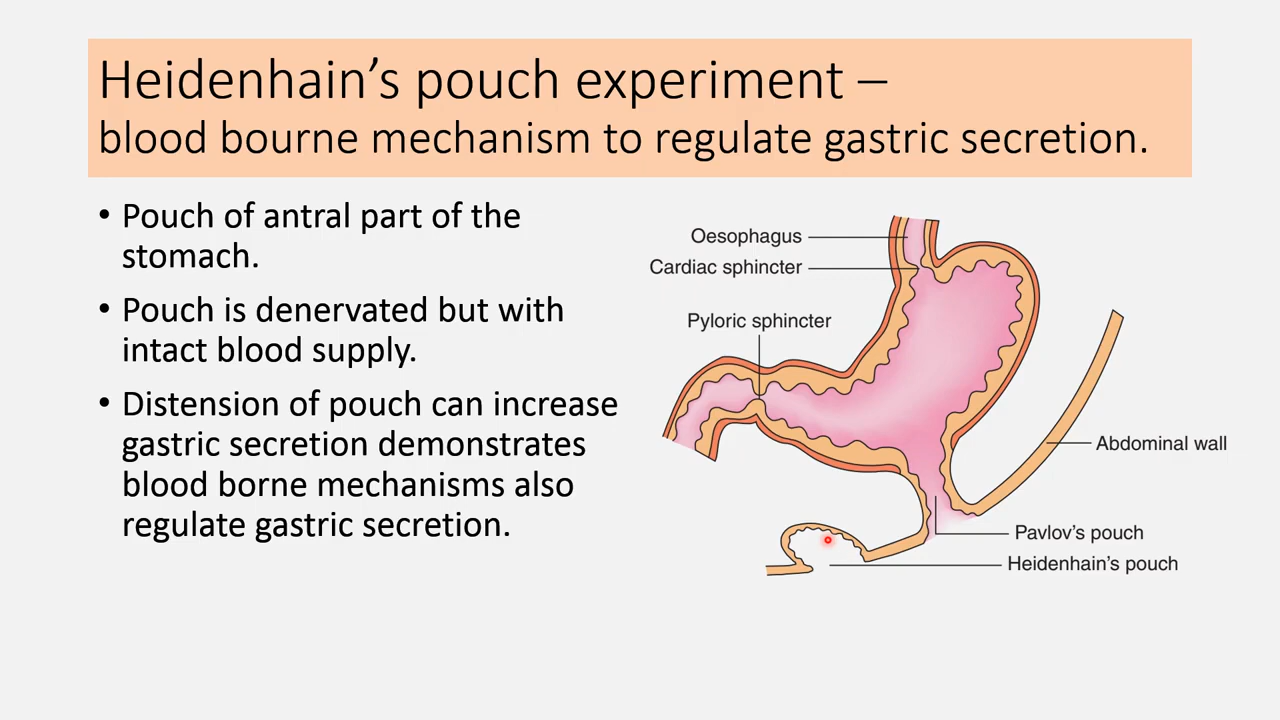 Heidenhain’s pouch experiment –
blood bourne mechanism to regulate gastric secretion.
• Pouch of antral part of the
stomach.
• Pouch is denervated but with
intact blood supply.
• Distension of pouch can increase
gastric secretion demonstrates
blood borne mechanisms also
regulate gastric secretion.
Oesophagus
Cardiac sphincter
Pyloric sphincter
Abdominal wall
Pavlov’s pouch
Heidenhain’s pouch